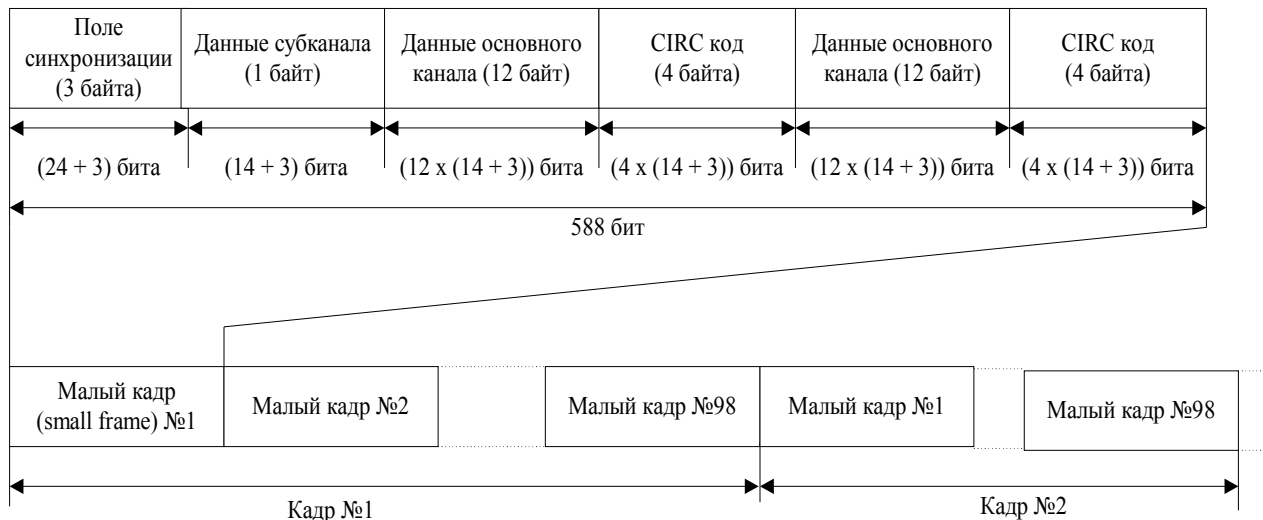 Поле
синхронизации
(3 байта)
Данные субканала
(1 байт)
Данные основного
канала (12 байт)
CIRC код
(4 байта)
Данные основного
канала (12 байт)
CIRC код
(4 байта)
(24 + 3) бита
(14 + 3) бита
(12 x (14 + 3)) бита
(4 x (14 + 3)) бита
(12 x (14 + 3)) бита
(4 x (14 + 3)) бита
588 бит
Малый кадр
(small frame) №1
Малый кадр №2
Малый кадр №98
Малый кадр №1
Малый кадр №98
Кадр №1
Кадр №2